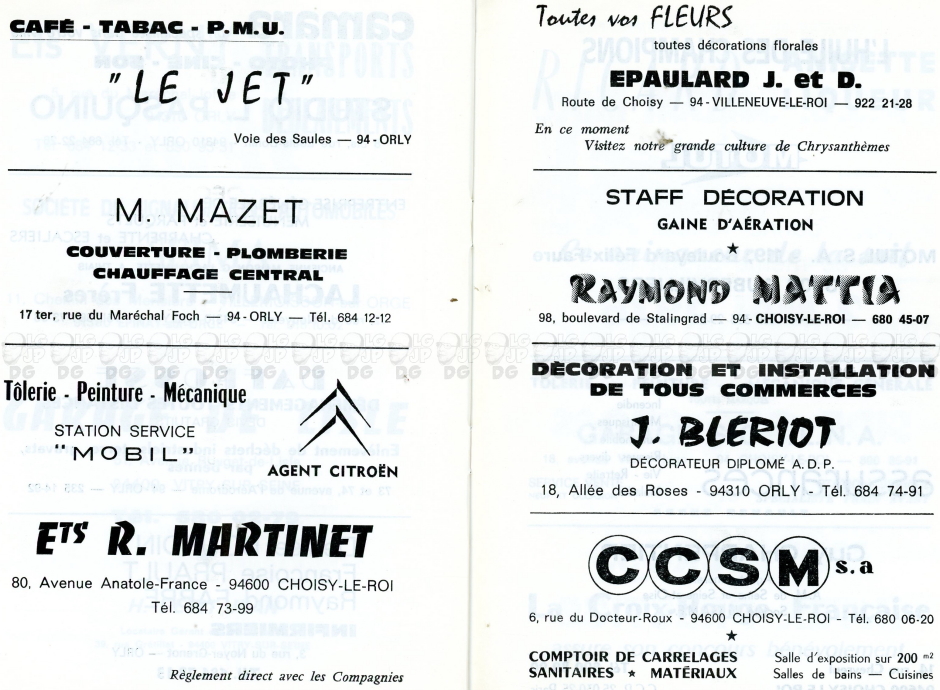 CAFÉ - TABAC - P.M.U.
"LE JET"
Voie des Saules — 94 - ORLY
M. MAZET
COUVERTURE - PLOMBERIE
CHAUFFAGE CENTRAL
17 ter, rue du Maréchal Foch — 94 - ORLY — Tél. 684 12-12
Tôlerie - Peinture - Mécanique
STATION SERVICE
"MOBIL"
AGENT CITROËN
Ets R. MARTINET
80, Avenue Anatole-France - 94600 CHOISY-LE-ROI
Tél. 684 73-99
Règlement direct avec les Compagnies
Toutes vos FLEURS
toutes décorations florales
EPAULARD J. et D.
Route de Choisy — 94 - VILLENEUVE-LE-ROI — 922 21-28
En ce moment
Visitez notre grande culture de Chrysanthèmes
STAFF DÉCORATION
GAINE D'AÉRATION
★
RAYMOND MATTIA
98, boulevard de Stalingrad — 94 - CHOISY-LE-ROI — 680 45-07
DÉCORATION ET INSTALLATION
DE TOUS COMMERCES
J. BLERIOT
DÉCORATEUR DIPLOMÉ A.D.P.
18, Allée des Roses - 94310 ORLY - Tél. 684 74-91
CCSM s.a
6, rue du Docteur-Roux - 94600 CHOISY-LE-ROI - Tél. 680 06-20
★
COMPTOIR DE CARRELAGES
SANITAIRES ★ MATÉRIAUX
Salle d'exposition sur 200 m2
Salles de bains — Cuisines